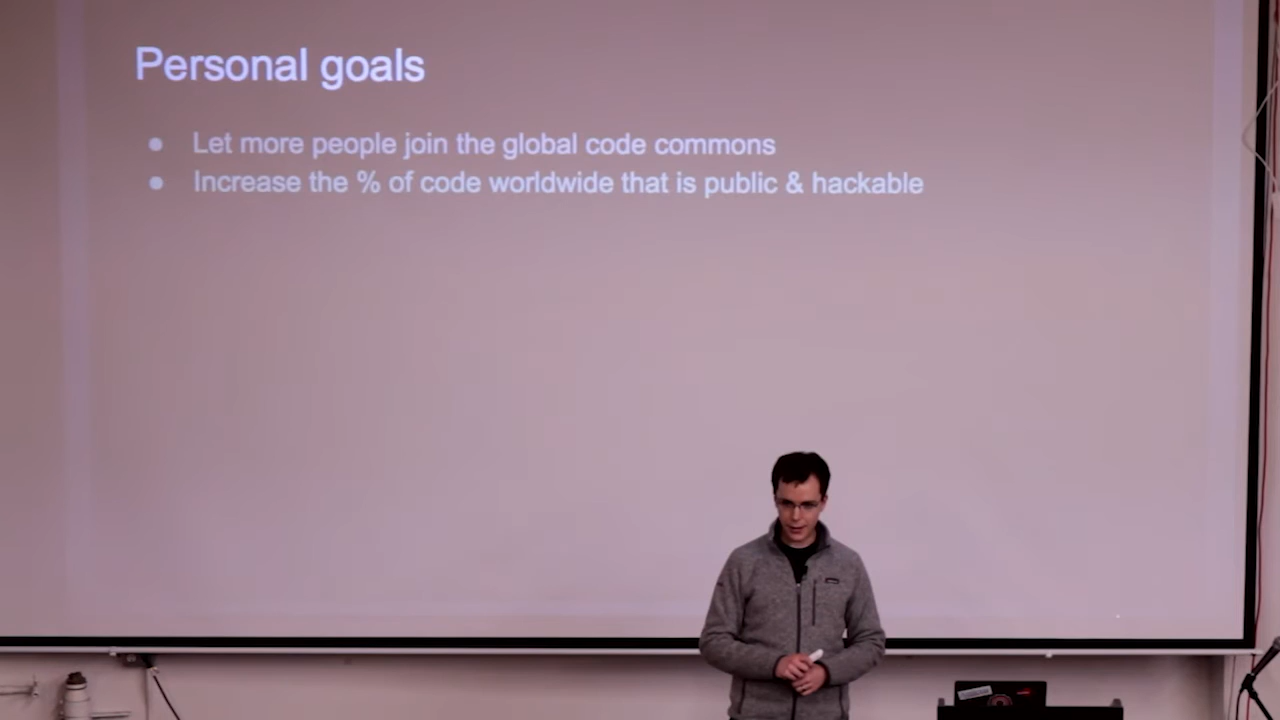 Personal goals
Let more people join the global code commons
Increase the % of code worldwide that is public & hackable